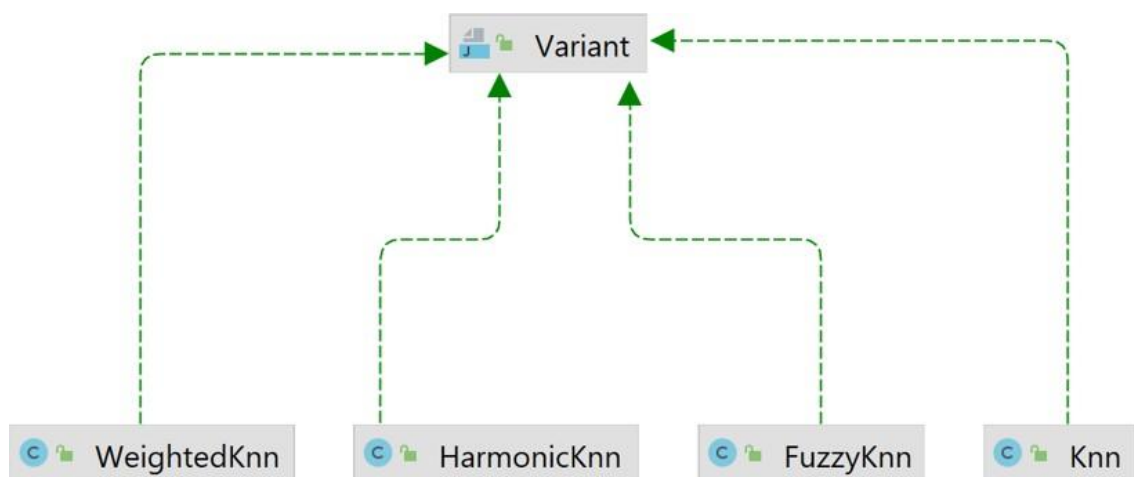 J Variant
C WeightedKnn
C HarmonicKnn
C FuzzyKnn
C Knn